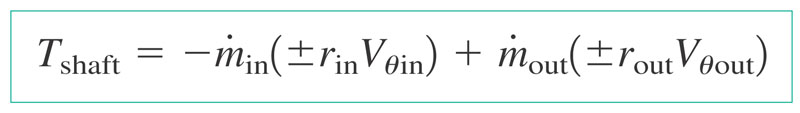 T_shaft = −ṁ_in(±r_in V_θin) + ṁ_out(±r_out V_θout)